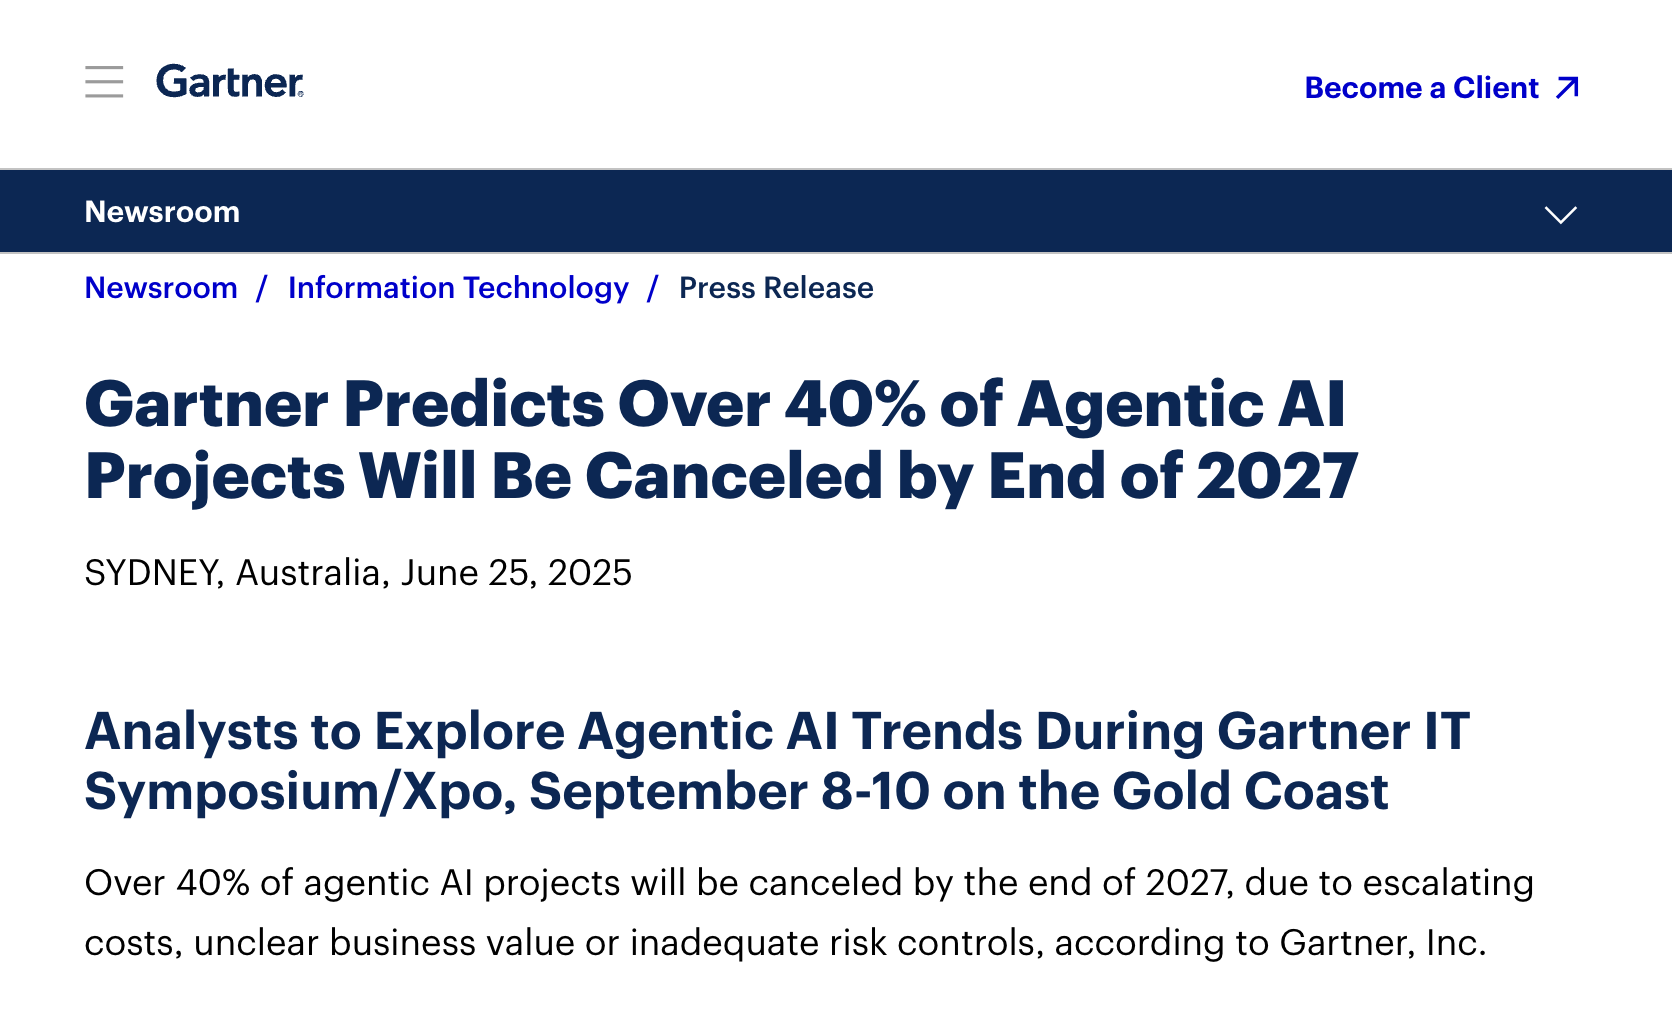 Gartner®
Become a Client
Newsroom
Newsroom / Information Technology / Press Release
Gartner Predicts Over 40% of Agentic AI
Projects Will Be Canceled by End of 2027
SYDNEY, Australia, June 25, 2025
Analysts to Explore Agentic AI Trends During Gartner IT
Symposium/Xpo, September 8-10 on the Gold Coast
Over 40% of agentic AI projects will be canceled by the end of 2027, due to escalating
costs, unclear business value or inadequate risk controls, according to Gartner, Inc.